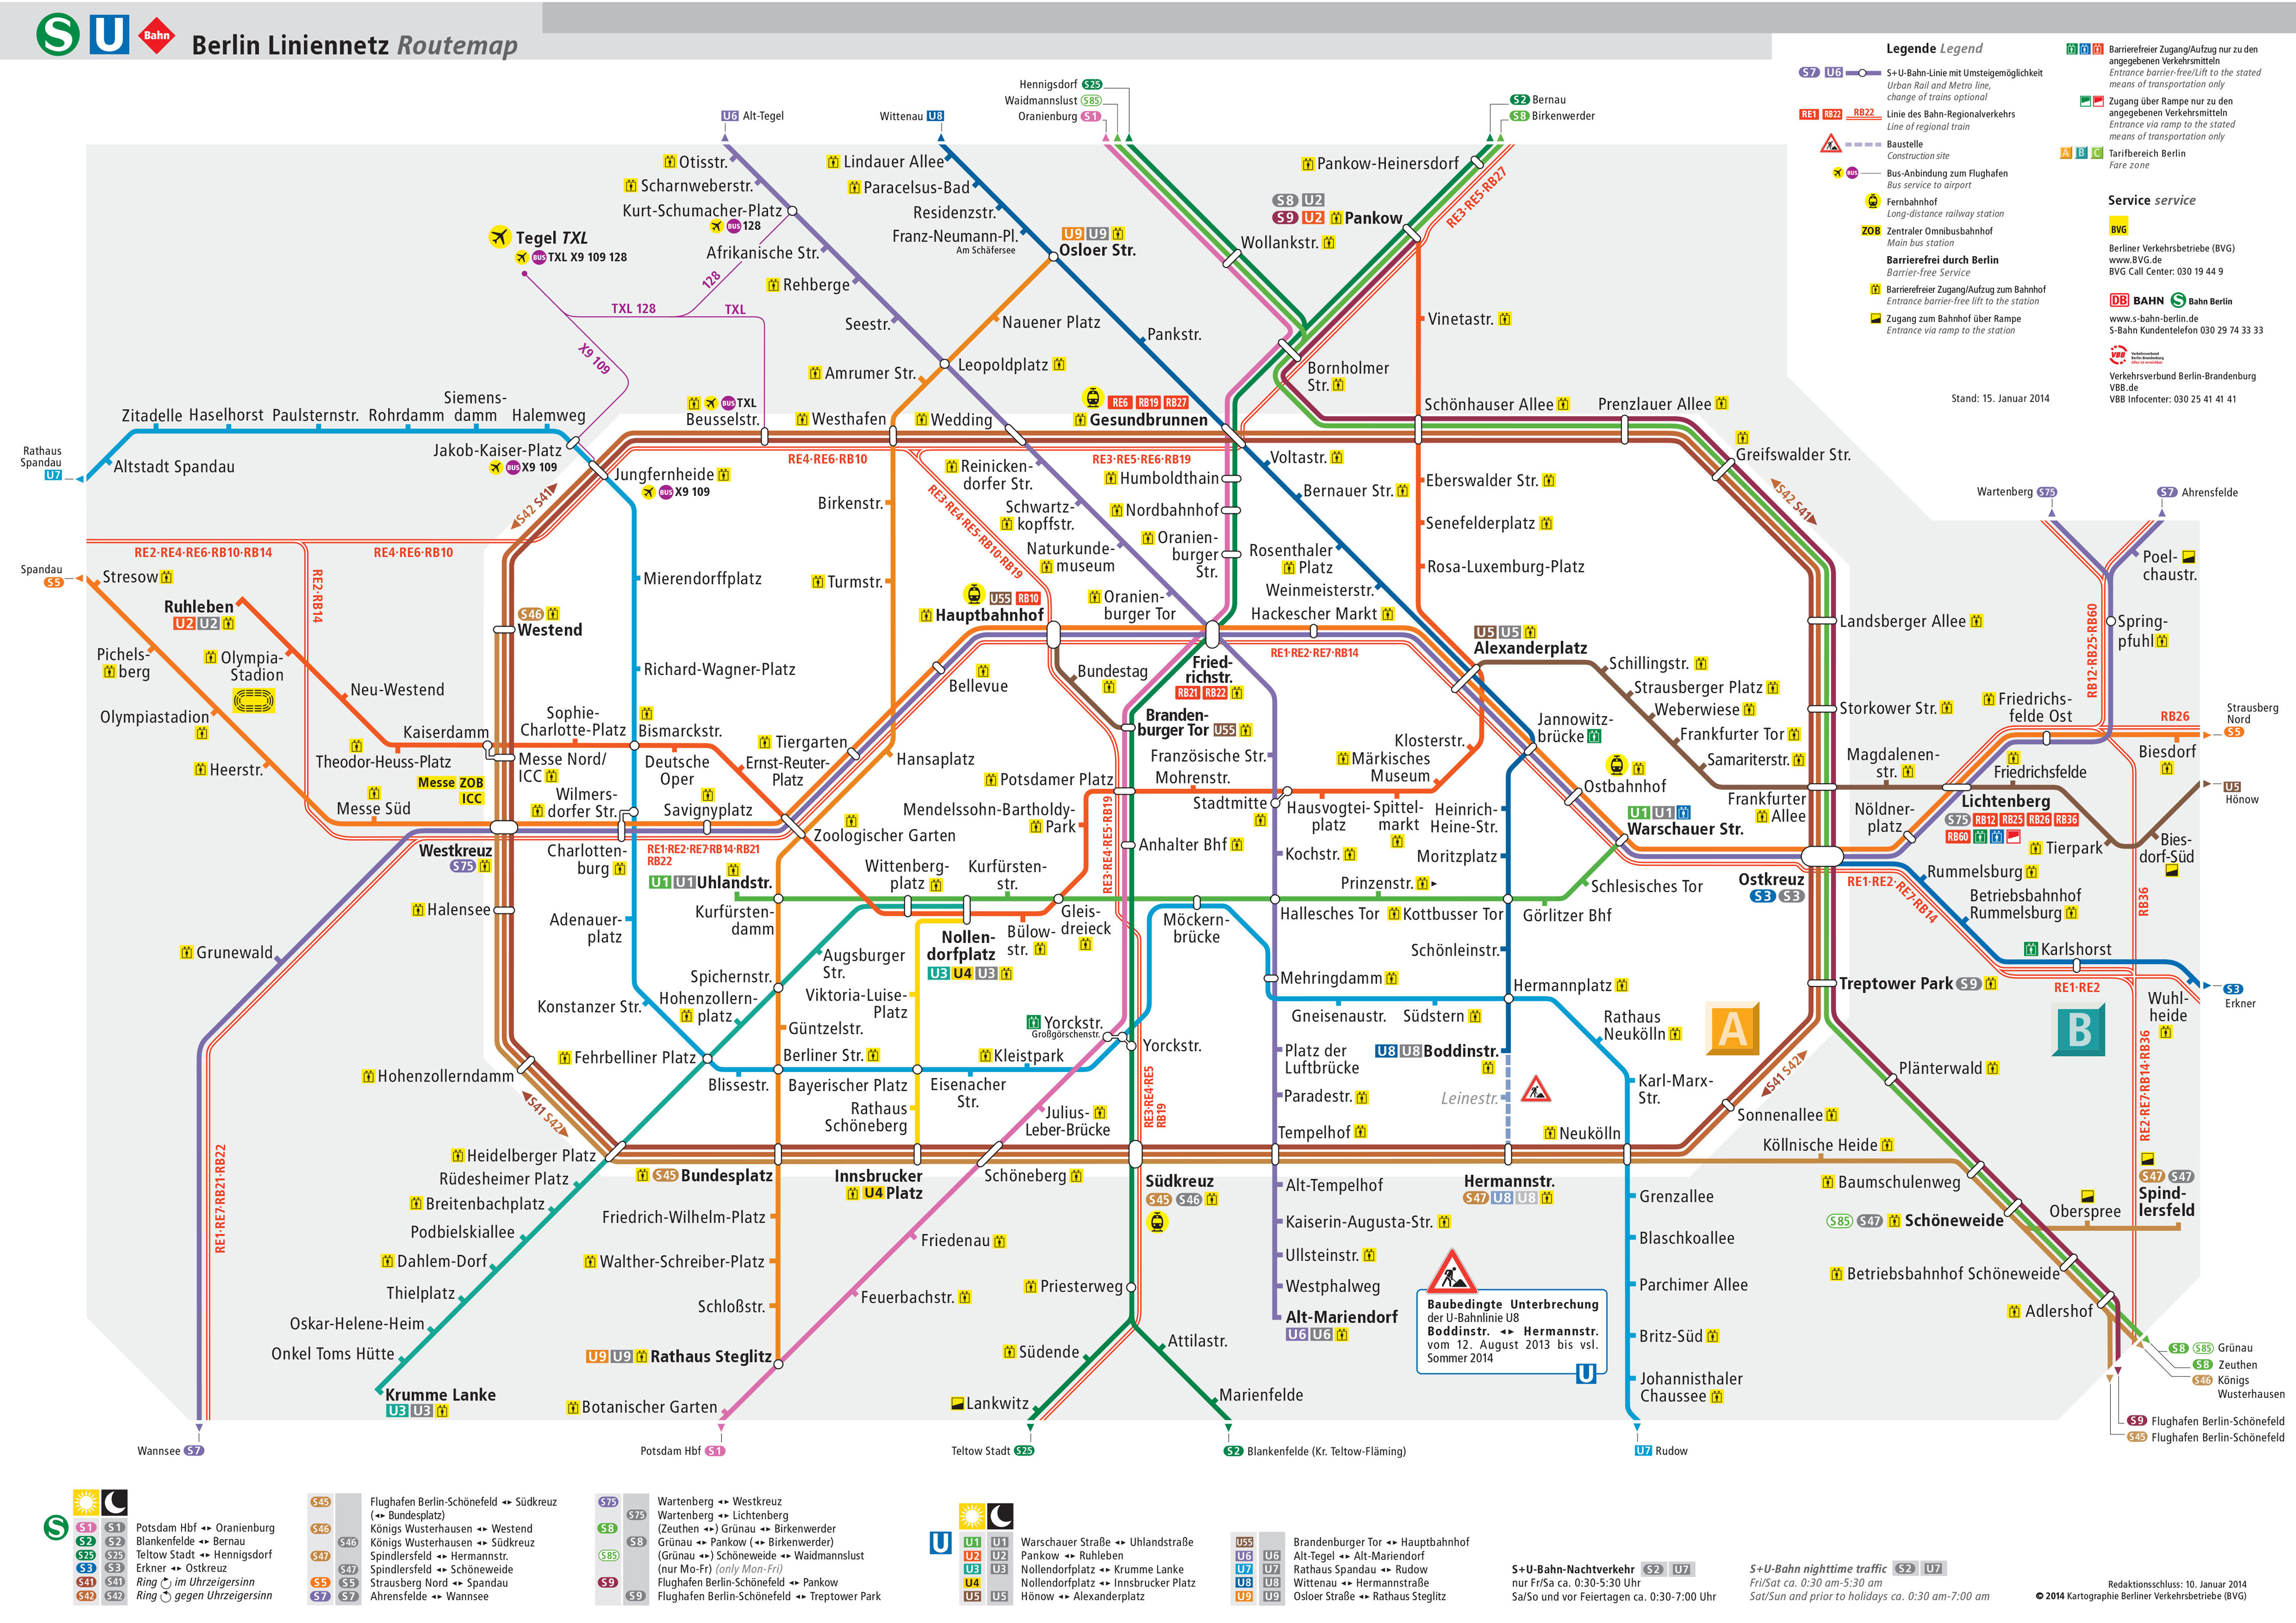 S U Bahn Berlin Liniennetz Routemap
Legende Legend
S7 U6 S+U-Bahn-Linie mit Umsteigemöglichkeit
Urban Rail and Metro line,
change of trains optional
RE1 RB22 RB22 Linie des Bahn-Regionalverkehrs
Line of regional train
Baustelle
Construction site
BUS Bus-Anbindung zum Flughafen
Bus service to airport
Fernbahnhof
Long-distance railway station
ZOB Zentraler Omnibusbahnhof
Main bus station
Barrierefrei durch Berlin
Barrier-free Service
Barrierefreier Zugang/Aufzug zum Bahnhof
Entrance barrier-free lift to the station
Zugang zum Bahnhof über Rampe
Entrance via ramp to the station
Barrierefreier Zugang/Aufzug nur zu den
angegebenen Verkehrsmitteln
Entrance barrier-free/Lift to the stated
means of transportation only
Zugang über Rampe nur zu den
angegebenen Verkehrsmitteln
Entrance via ramp to the stated
means of transportation only
A B C Tarifbereich Berlin
Fare zone
Service service
BVG
Berliner Verkehrsbetriebe (BVG)
www.BVG.de
BVG Call Center: 030 19 44 9
DB BAHN S Bahn Berlin
www.s-bahn-berlin.de
S-Bahn Kundentelefon 030 29 74 33 33
VBB
Verkehrsverbund Berlin-Brandenburg
VBB.de
VBB Infocenter: 030 25 41 41 41
Stand: 15. Januar 2014
Hennigsdorf S25
Waidmannslust S85
Oranienburg S1
S2 Bernau
S8 Birkenwerder
U6 Alt-Tegel
Wittenau U8
Otisstr.
Scharnweberstr.
Kurt-Schumacher-Platz
BUS 128
Afrikanische Str.
Rehberge
Seestr.
Lindauer Allee
Paracelsus-Bad
Residenzstr.
Franz-Neumann-Pl.
Am Schäfersee
U9 U9
Osloer Str.
Nauener Platz
Leopoldplatz
Amrumer Str.
Pankstr.
Pankow-Heinersdorf
S8 U2
S9 U2 Pankow
RE3·RE5·RB27
Wollankstr.
Vinetastr.
Bornholmer
Str.
Tegel TXL
BUS TXL X9 109 128
128
TXL 128
TXL
X9 109
Zitadelle
Haselhorst
Paulsternstr.
Rohrdamm
Siemens-
damm
Halemweg
Rathaus
Spandau
U7
Altstadt Spandau
Jakob-Kaiser-Platz
BUS X9 109
Jungfernheide
BUS X9 109
BUS TXL
Beusselstr.
Westhafen
Wedding
RE6 RB19 RB27
Gesundbrunnen
Schönhauser Allee
Prenzlauer Allee
Greifswalder Str.
S42 S41
S42 S41
RE4·RE6·RB10
RE3·RE5·RE6·RB19
RE3·RE4·RE5·RB10·RB19
Birkenstr.
Turmstr.
Reinicken-
dorfer Str.
Schwartz-
kopffstr.
Naturkunde-
museum
Oranien-
burger Tor
Humboldthain
Nordbahnhof
Oranien-
burger
Str.
Voltastr.
Bernauer Str.
Rosenthaler
Platz
Weinmeisterstr.
Hackescher Markt
Eberswalder Str.
Senefelderplatz
Rosa-Luxemburg-Platz
Wartenberg S75
S7 Ahrensfelde
Poel-
chaustr.
Spring-
pfuhl
RB12·RB25·RB60
RE2·RE4·RE6·RB10·RB14
RE4·RE6·RB10
RE2·RB14
Spandau
S5
Stresow
Ruhleben
U2 U2
Olympia-
Stadion
Pichels-
berg
Olympiastadion
Heerstr.
Neu-Westend
Kaiserdamm
Theodor-Heuss-Platz
Messe ZOB
ICC
Messe Süd
S46
Westend
Mierendorffplatz
Richard-Wagner-Platz
Sophie-
Charlotte-Platz
Bismarckstr.
Messe Nord/
ICC
Deutsche
Oper
Ernst-Reuter-
Platz
Tiergarten
Hansaplatz
Bellevue
U55 RB10
Hauptbahnhof
Bundestag
Fried-
richstr.
RB21 RB22
RE1·RE2·RE7·RB14
Branden-
burger Tor U55
Französische Str.
Potsdamer Platz
Mohrenstr.
Stadtmitte
Mendelssohn-Bartholdy-
Park
Anhalter Bhf
Kochstr.
RE3·RE4·RE5·RB19
U5 U5
Alexanderplatz
Schillingstr.
Strausberger Platz
Weberwiese
Frankfurter Tor
Samariterstr.
Frankfurter
Allee
Klosterstr.
Märkisches
Museum
Hausvogtei-
platz
Spittel-
markt
Jannowitz-
brücke
Heinrich-
Heine-Str.
Moritzplatz
Ostbahnhof
U1 U1
Warschauer Str.
Schlesisches Tor
Görlitzer Bhf
Prinzenstr.
Hallesches Tor
Kottbusser Tor
Schönleinstr.
Landsberger Allee
Storkower Str.
Magdalenen-
str.
Friedrichs-
felde Ost
Friedrichsfelde
Lichtenberg
S75 RB12 RB25 RB26 RB36
RB60
Nöldner-
platz
Tierpark
Biesdorf
Bies-
dorf-Süd
RB26
Strausberg
Nord
S5
U5
Hönow
RB36
Ostkreuz
S3 S3
RE1·RE2·RE7·RB14
Rummelsburg
Betriebsbahnhof
Rummelsburg
Karlshorst
RE1·RE2
Wuhl-
heide
S3
Erkner
RE2·RE7·RB14·RB36
Treptower Park S9
A
B
Westkreuz
S75
Halensee
Wilmers-
dorfer Str.
Charlotten-
burg
Savignyplatz
Zoologischer Garten
RE1·RE2·RE7·RB14·RB21
RB22
U1 U1 Uhlandstr.
Kurfürsten-
damm
Wittenberg-
platz
Kurfürsten-
str.
Adenauer-
platz
Konstanzer Str.
Augsburger
Str.
Spichernstr.
Hohenzollern-
platz
Güntzelstr.
Nollen-
dorfplatz
U3 U4 U3
Viktoria-Luise-
Platz
Bülow-
str.
Gleis-
dreieck
Möckern-
brücke
Mehringdamm
Gneisenaustr.
Südstern
Hermannplatz
Rathaus
Neukölln
Grunewald
Hohenzollerndamm
Fehrbelliner Platz
Blissestr.
Berliner Str.
Bayerischer Platz
Eisenacher
Str.
Kleistpark
Yorckstr.
Großgörschenstr.
Yorckstr.
Rathaus
Schöneberg
Julius-
Leber-Brücke
RE3·RE4·RE5
RB19
Platz der
Luftbrücke
Paradestr.
Tempelhof
U8 U8 Boddinstr.
Leinestr.
Karl-Marx-
Str.
Neukölln
Sonnenallee
S41 S42
S41 S42
Köllnische Heide
Plänterwald
Baumschulenweg
S85 S47 Schöneweide
Oberspree
S47 S47
Spind-
lersfeld
Betriebsbahnhof Schöneweide
Adlershof
Heidelberger Platz
Rüdesheimer Platz
Breitenbachplatz
Podbielskiallee
Dahlem-Dorf
Thielplatz
Oskar-Helene-Heim
Onkel Toms Hütte
Krumme Lanke
U3 U3
RE1·RE7·RB21·RB22
S45 Bundesplatz
Innsbrucker
U4 Platz
Schöneberg
Südkreuz
S45 S46
Friedrich-Wilhelm-Platz
Walther-Schreiber-Platz
Schloßstr.
U9 U9 Rathaus Steglitz
Botanischer Garten
Friedenau
Feuerbachstr.
Priesterweg
Südende
Lankwitz
Attilastr.
Marienfelde
Alt-Tempelhof
Kaiserin-Augusta-Str.
Ullsteinstr.
Westphalweg
Alt-Mariendorf
U6 U6
Hermannstr.
S47 U8 U8
Baubedingte Unterbrechung
der U-Bahnlinie U8
Boddinstr. Hermannstr.
vom 12. August 2013 bis vsl.
Sommer 2014
U
Grenzallee
Blaschkoallee
Parchimer Allee
Britz-Süd
Johannisthaler
Chaussee
S8 S85 Grünau
S8 Zeuthen
S46 Königs
Wusterhausen
S9 Flughafen Berlin-Schönefeld
S45 Flughafen Berlin-Schönefeld
Wannsee S7
Potsdam Hbf S1
Teltow Stadt S25
S2 Blankenfelde (Kr. Teltow-Fläming)
U7 Rudow
S
S1 S1 Potsdam Hbf Oranienburg
S2 S2 Blankenfelde Bernau
S25 S25 Teltow Stadt Hennigsdorf
S3 S3 Erkner Ostkreuz
S41 S41 Ring im Uhrzeigersinn
S42 S42 Ring gegen Uhrzeigersinn
S45 Flughafen Berlin-Schönefeld Südkreuz
( Bundesplatz)
S46 Königs Wusterhausen Westend
S46 Königs Wusterhausen Südkreuz
S47 Spindlersfeld Hermannstr.
S47 Spindlersfeld Schöneweide
S5 S5 Strausberg Nord Spandau
S7 S7 Ahrensfelde Wannsee
S75 Wartenberg Westkreuz
S75 Wartenberg Lichtenberg
S8 (Zeuthen ) Grünau Birkenwerder
S8 Grünau Pankow ( Birkenwerder)
S85 (Grünau ) Schöneweide Waidmannslust
(nur Mo-Fr) (only Mon-Fri)
S9 Flughafen Berlin-Schönefeld Pankow
S9 Flughafen Berlin-Schönefeld Treptower Park
U
U1 U1 Warschauer Straße Uhlandstraße
U2 U2 Pankow Ruhleben
U3 U3 Nollendorfplatz Krumme Lanke
U4 Nollendorfplatz Innsbrucker Platz
U5 U5 Hönow Alexanderplatz
U55 Brandenburger Tor Hauptbahnhof
U6 U6 Alt-Tegel Alt-Mariendorf
U7 U7 Rathaus Spandau Rudow
U8 U8 Wittenau Hermannstraße
U9 U9 Osloer Straße Rathaus Steglitz
S+U-Bahn-Nachtverkehr S2 U7
nur Fr/Sa ca. 0:30-5:30 Uhr
Sa/So und vor Feiertagen ca. 0:30-7:00 Uhr
S+U-Bahn nighttime traffic S2 U7
Fri/Sat ca. 0:30 am-5:30 am
Sat/Sun and prior to holidays ca. 0:30 am-7:00 am
Redaktionsschluss: 10. Januar 2014
© 2014 Kartographie Berliner Verkehrsbetriebe (BVG)